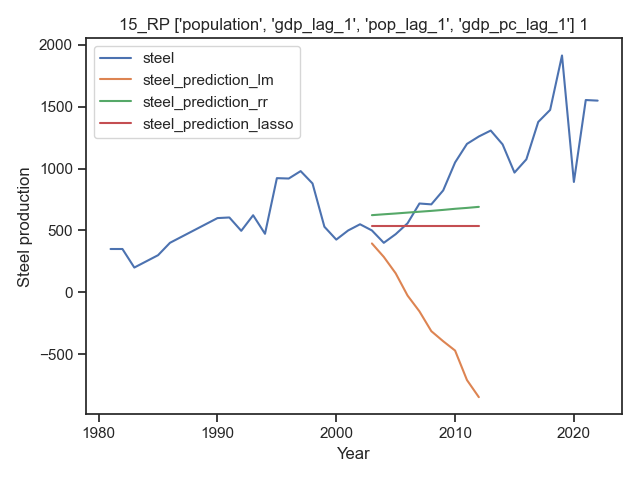 15_RP ['population', 'gdp_lag_1', 'pop_lag_1', 'gdp_pc_lag_1'] 1
steel
steel_prediction_lm
steel_prediction_rr
steel_prediction_lasso
Steel production
2000
1500
1000
500
0
−500
1980
1990
2000
2010
2020
Year